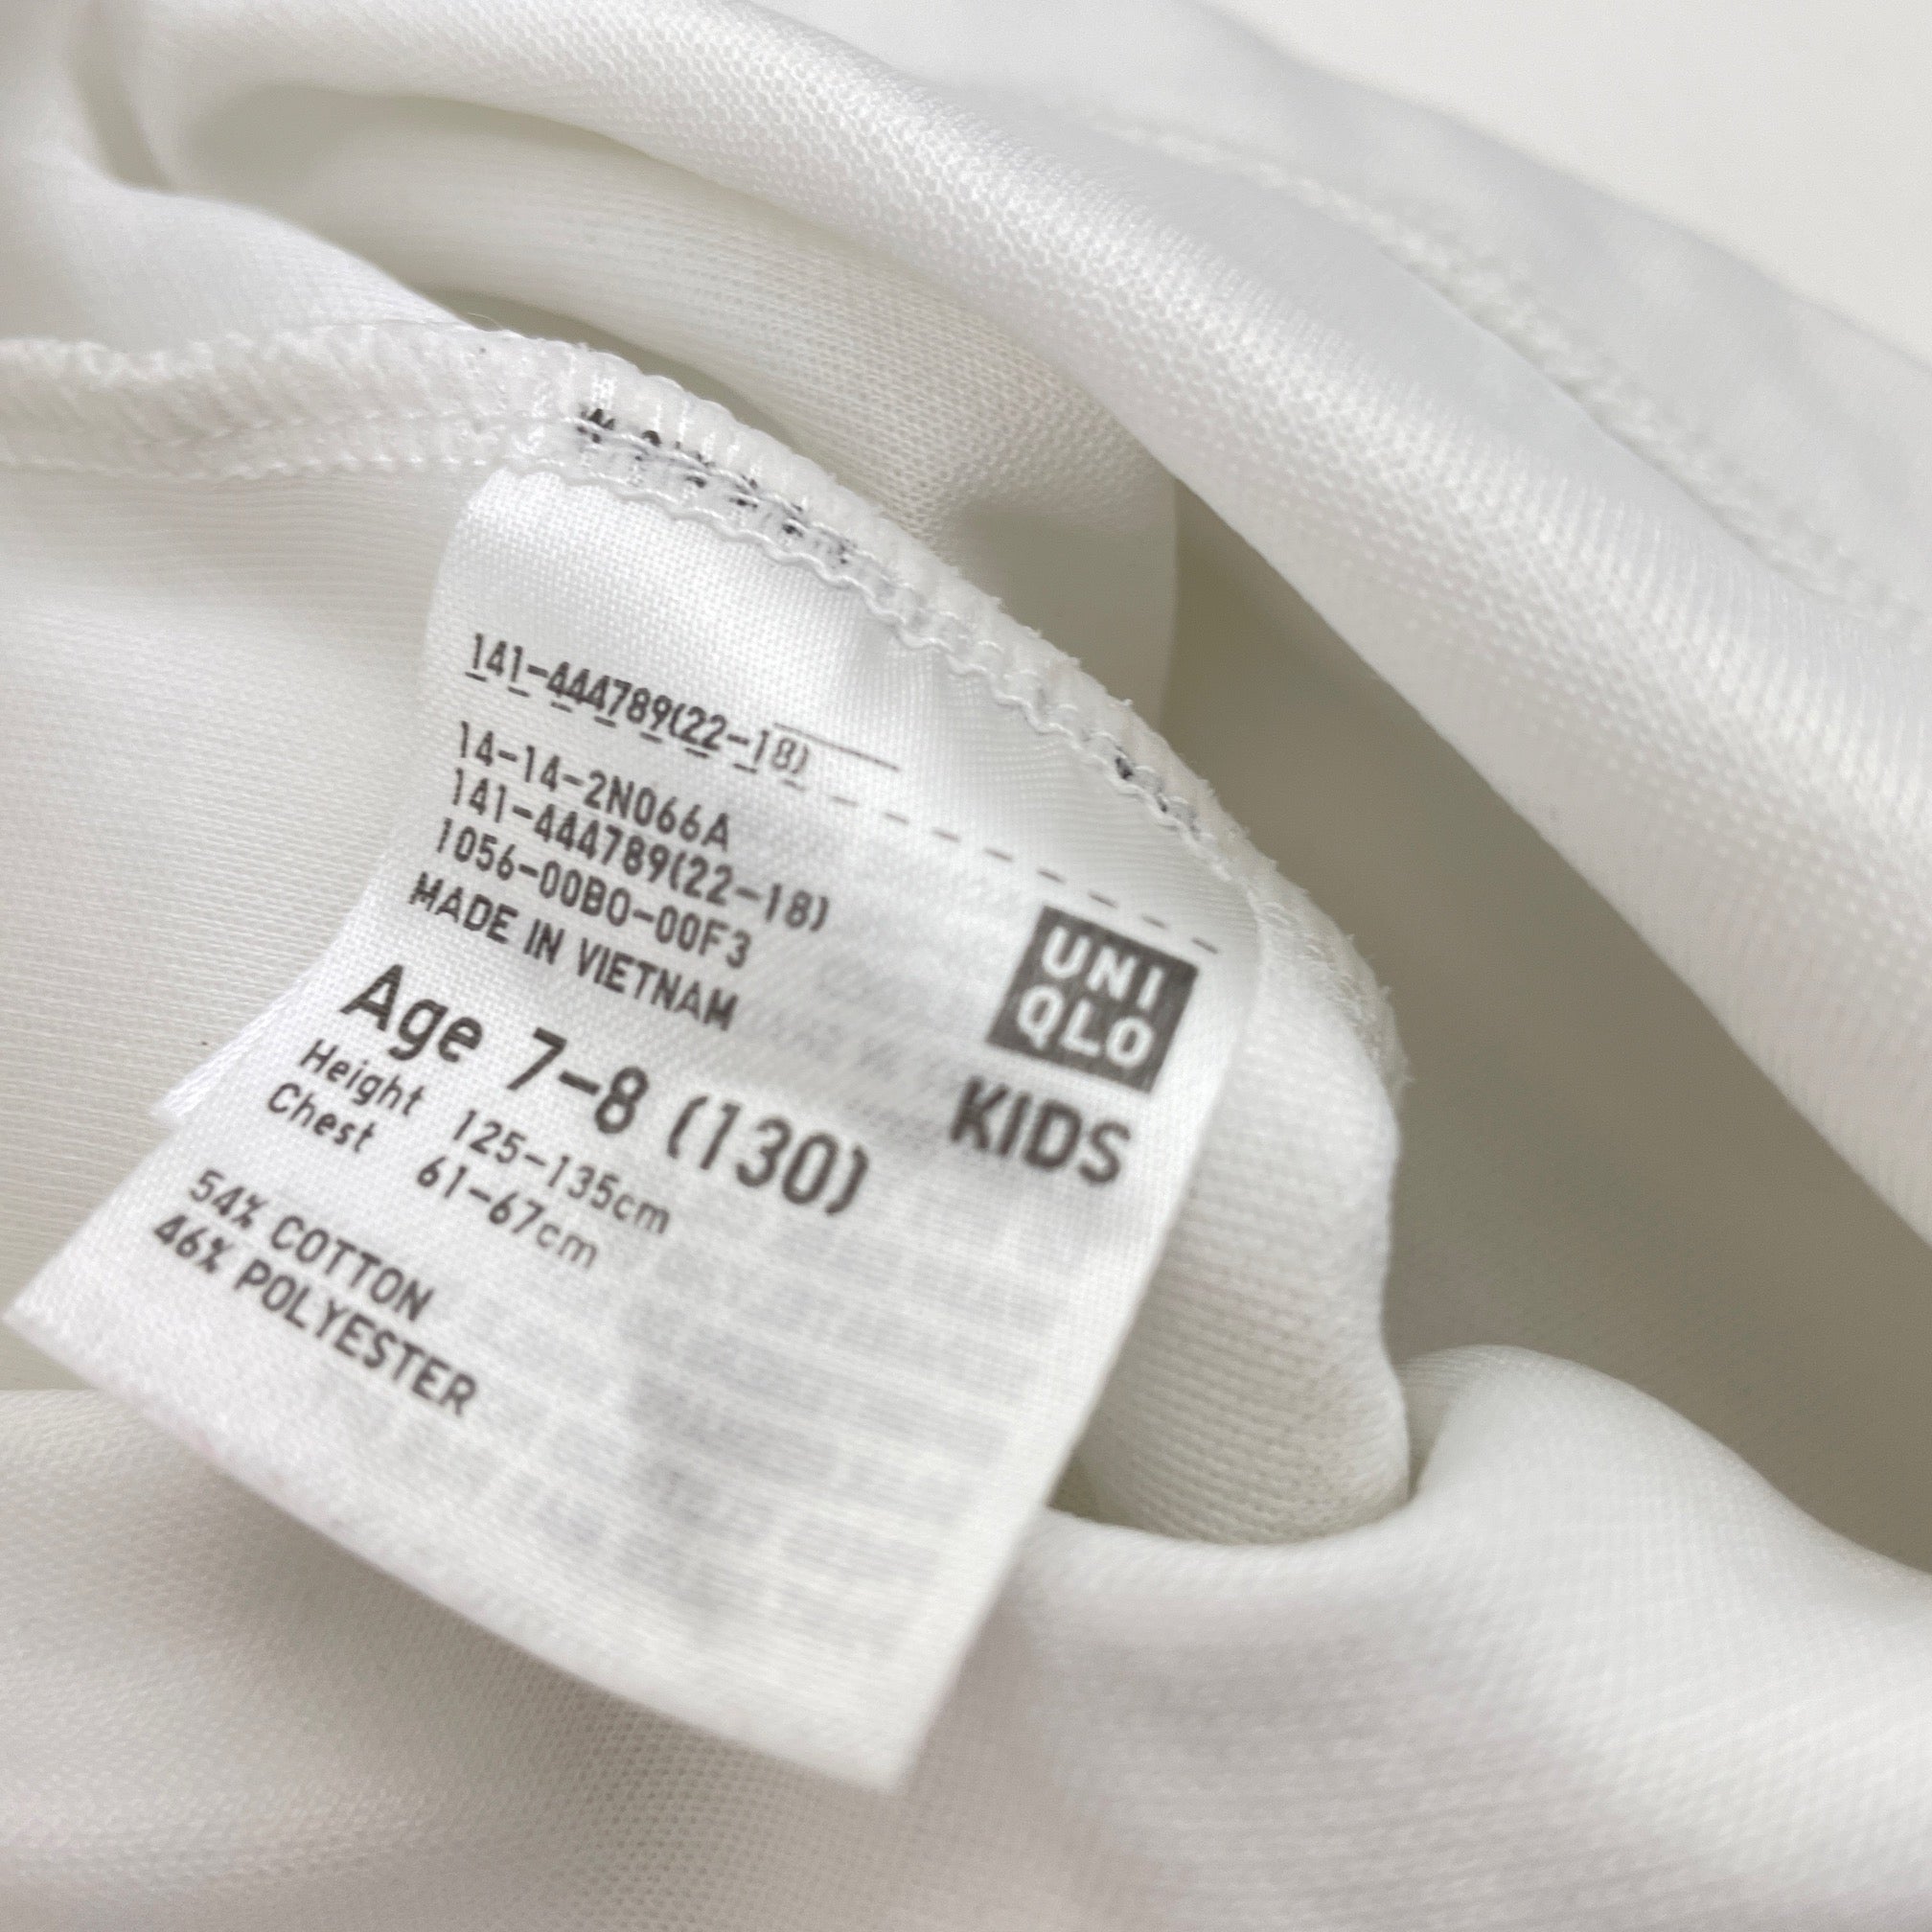 141-444789(22-18)
14-14-2N066A
141-444789(22-18)
1056-00B0-00F3
MADE IN VIETNAM
UNI
QLO
KIDS
Age 7-8 (130)
Height 125-135cm
Chest 61-67cm
54% COTTON
46% POLYESTER